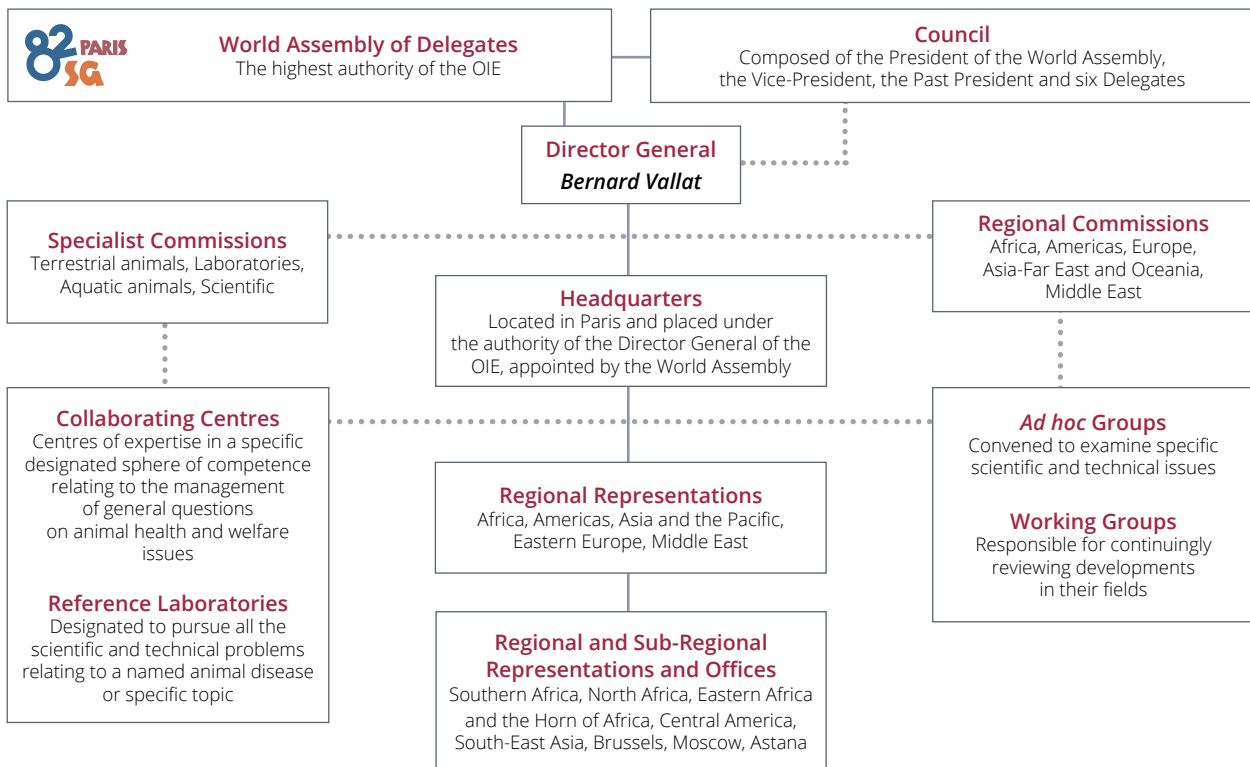 82 PARIS
SG
World Assembly of Delegates
The highest authority of the OIE
Council
Composed of the President of the World Assembly,
the Vice-President, the Past President and six Delegates
Director General
Bernard Vallat
Specialist Commissions
Terrestrial animals, Laboratories,
Aquatic animals, Scientific
Regional Commissions
Africa, Americas, Europe,
Asia-Far East and Oceania,
Middle East
Headquarters
Located in Paris and placed under
the authority of the Director General of the
OIE, appointed by the World Assembly
Collaborating Centres
Centres of expertise in a specific
designated sphere of competence
relating to the management
of general questions
on animal health and welfare
issues
Reference Laboratories
Designated to pursue all the
scientific and technical problems
relating to a named animal disease
or specific topic
Ad hoc Groups
Convened to examine specific
scientific and technical issues
Working Groups
Responsible for continuingly
reviewing developments
in their fields
Regional Representations
Africa, Americas, Asia and the Pacific,
Eastern Europe, Middle East
Regional and Sub-Regional
Representations and Offices
Southern Africa, North Africa, Eastern Africa
and the Horn of Africa, Central America,
South-East Asia, Brussels, Moscow, Astana